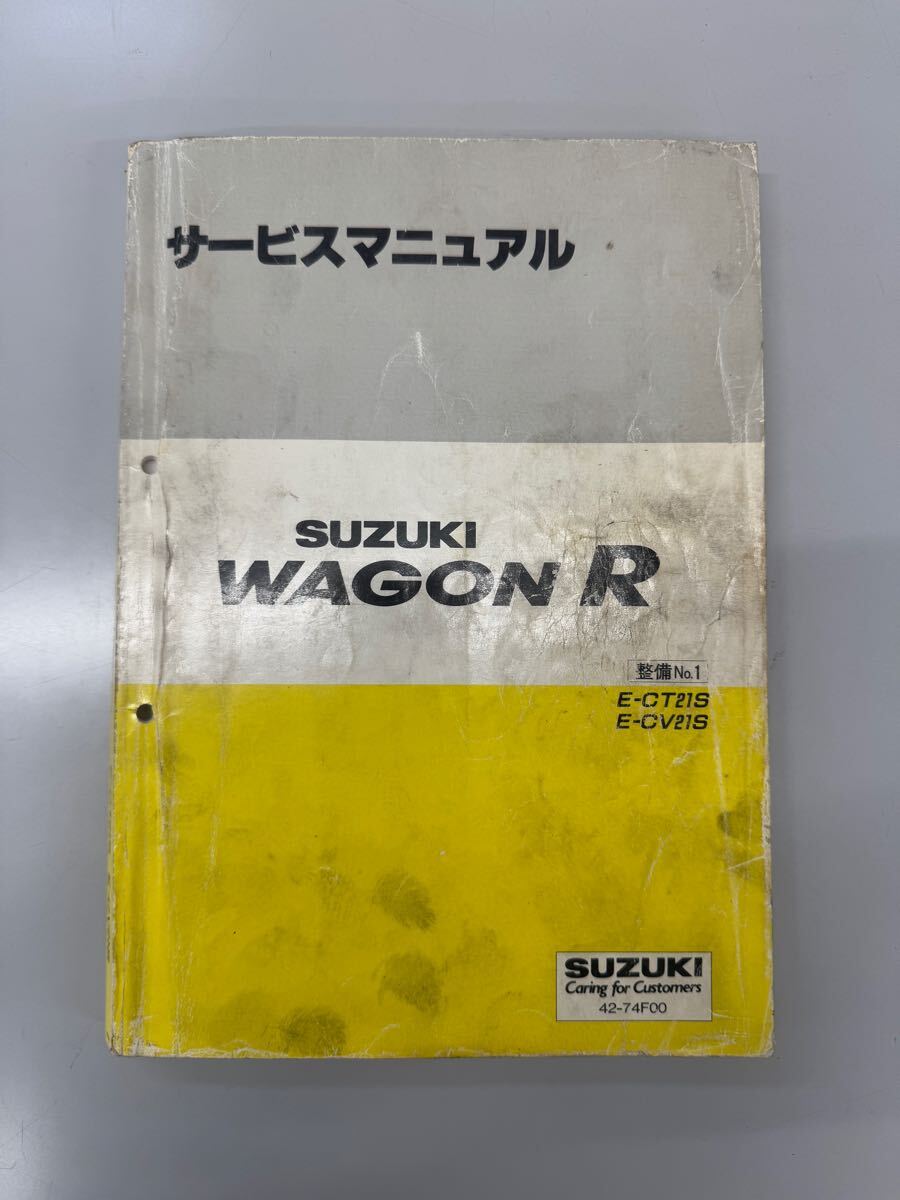 サービスマニュアル
SUZUKI
WAGON R
整備No.1
E-CT21S
E-CV21S
SUZUKI
Caring for Customers
42-74F00